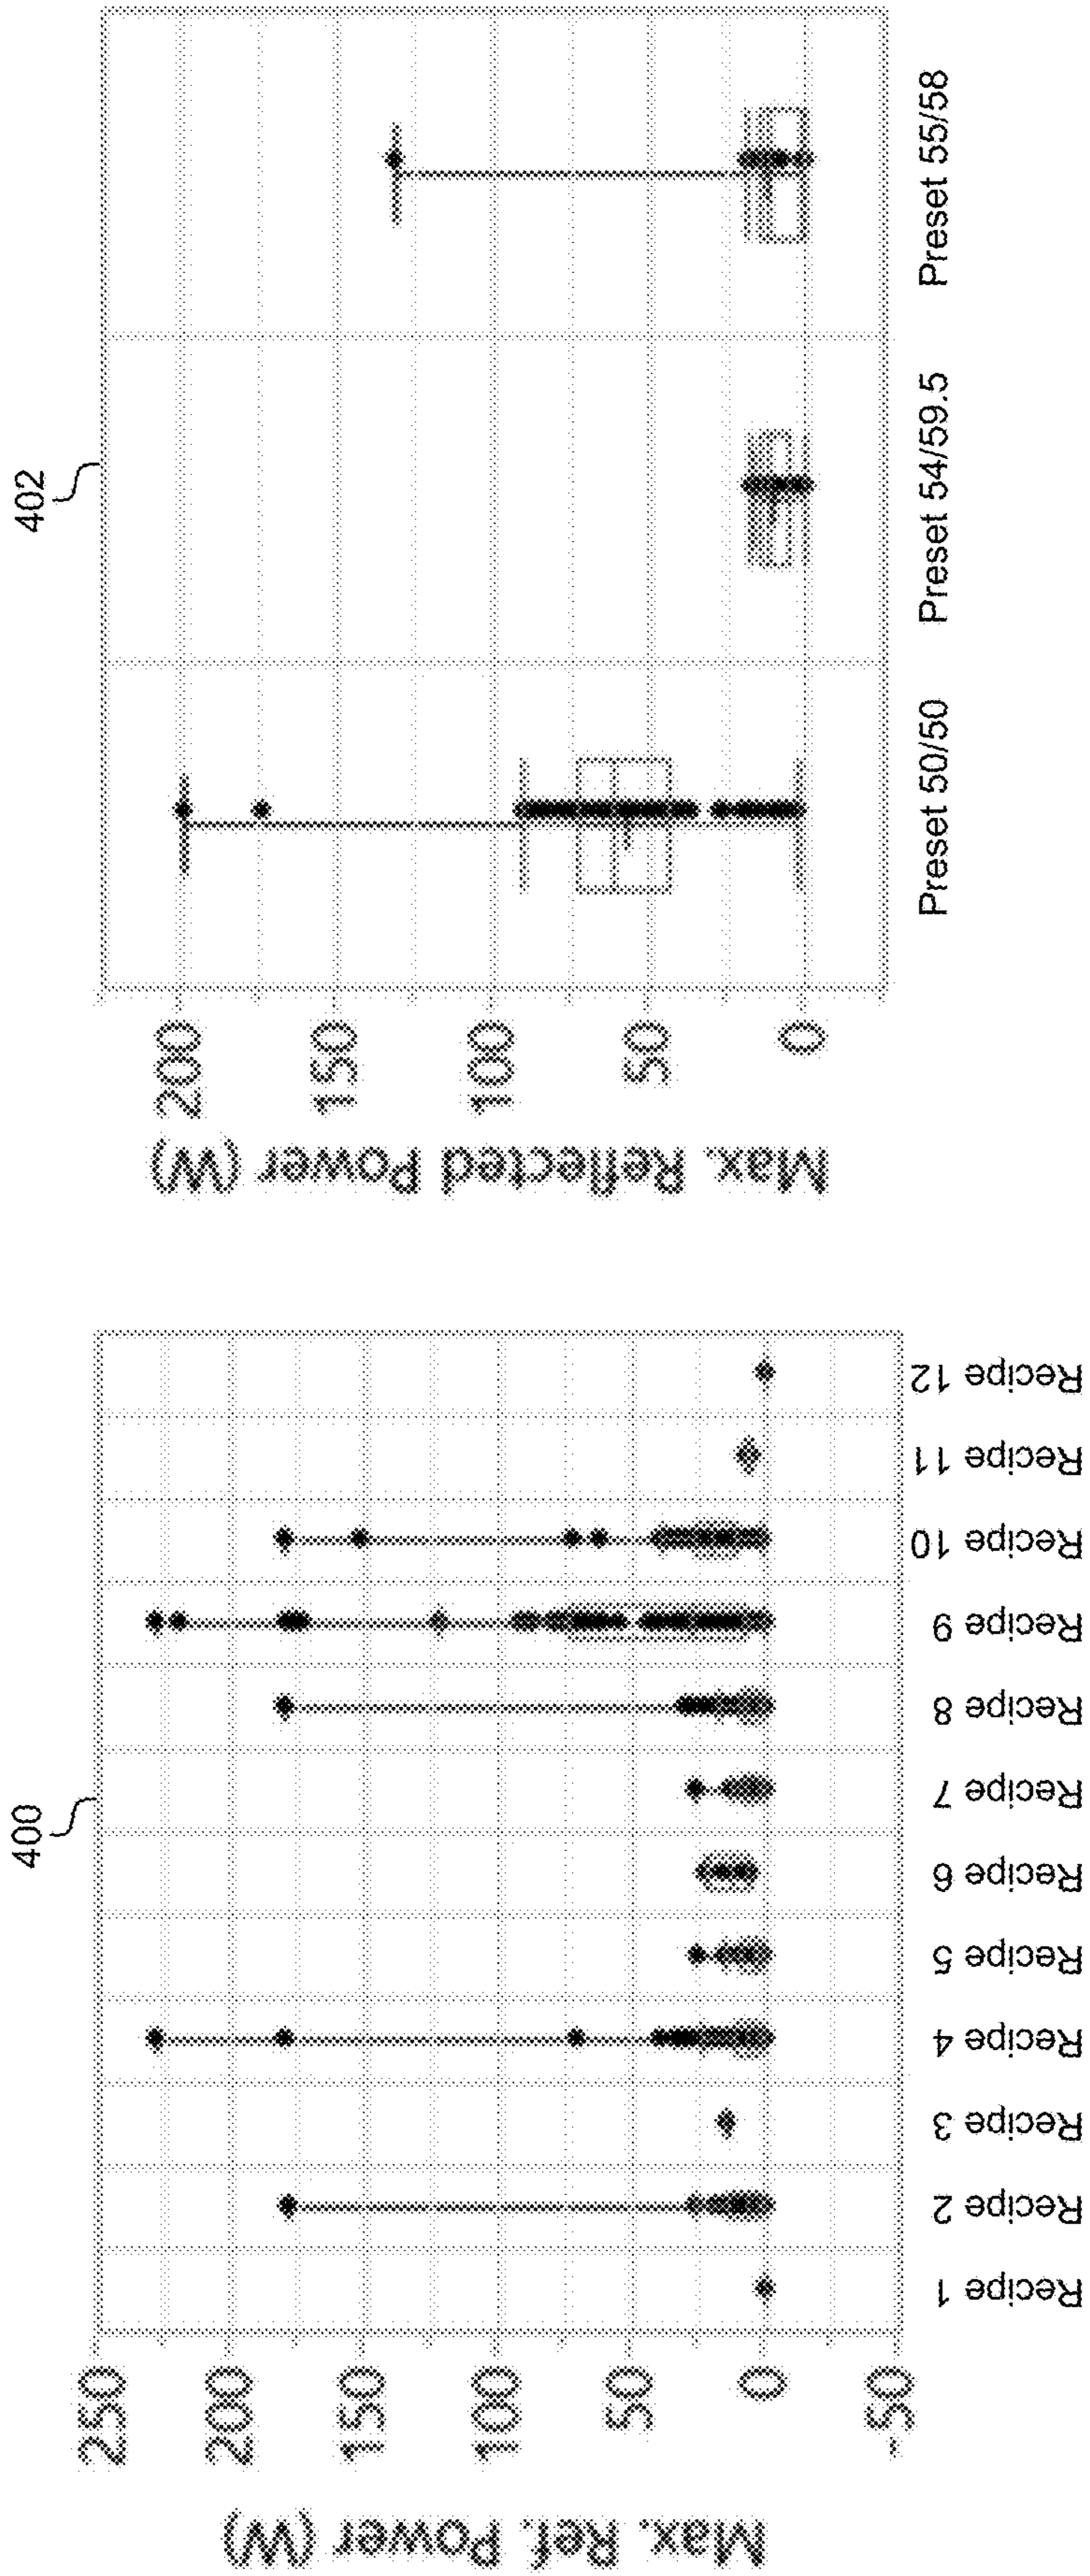 400
Max. Ref. Power (W)
250
200
150
100
50
0
-50
Recipe 1
Recipe 2
Recipe 3
Recipe 4
Recipe 5
Recipe 6
Recipe 7
Recipe 8
Recipe 9
Recipe 10
Recipe 11
Recipe 12
402
Max. Reflected Power (W)
200
150
100
50
0
Preset 50/50
Preset 54/59.5
Preset 55/58